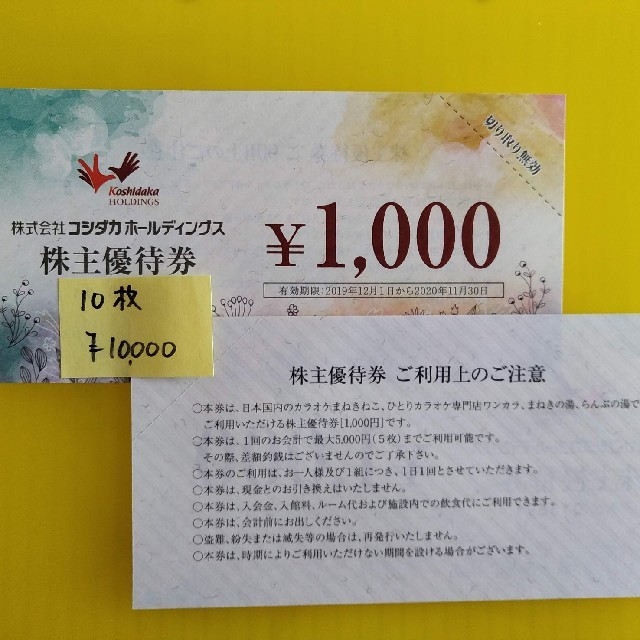 Koshidaka
HOLDINGS
株式会社 コシダカ ホールディングス
株主優待券
¥1,000
切り取り無効
有効期限:2019年12月1日から2020年11月30日
10枚
¥10,000
株主優待券 ご利用上のご注意
○本券は、日本国内のカラオケまねきねこ、ひとりカラオケ専門店ワンカラ、まねきの湯、らんぷの湯で
ご利用いただける株主優待券[1,000円]です。
○本券は、1回のお会計で最大5,000円(5枚)までご利用可能です。
その際、差額釣銭はございませんのでご了承下さい。
○本券のご利用は、お一人様及び1組につき、1日1回とさせていただきます。
○本券は、現金とのお引き換えはいたしません。
○本券は、入会金、入館料、ルーム代および施設内での飲食代にご利用できます。
○本券は、会計前にお出しください。
○盗難、紛失または滅失等の場合は、再発行いたしません。
○本券は、時期によりご利用いただけない期間を設ける場合がございます。